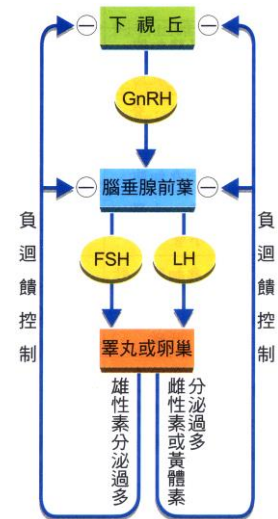 下視丘
GnRH
腦垂腺前葉
FSH
LH
睪丸或卵巢
負迴饋控制
負迴饋控制
雄性素分泌過多
雌性素或黃體素
分泌過多